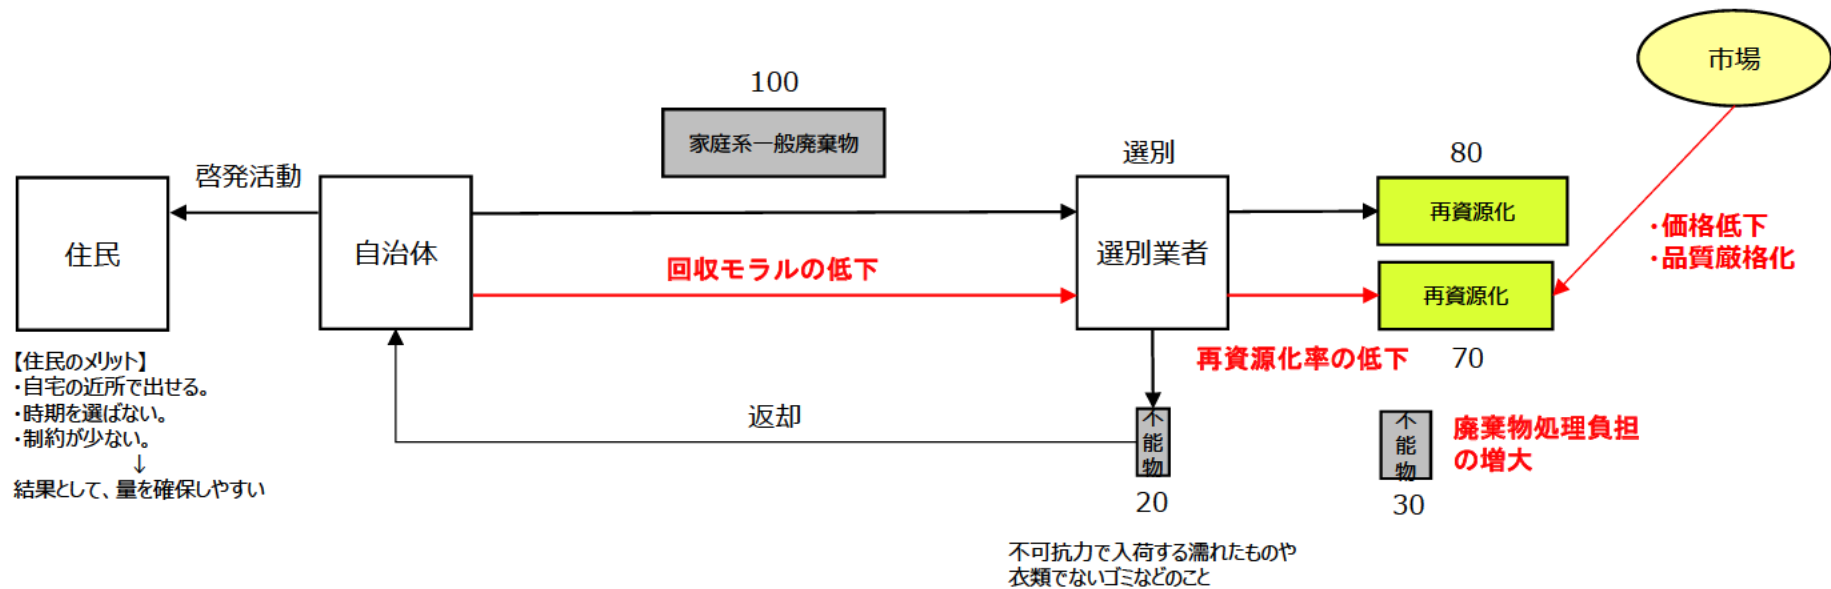 市場
100
家庭系一般廃棄物
選別
80
啓発活動
住民
自治体
選別業者
再資源化
・価格低下
・品質厳格化
回収モラルの低下
再資源化
再資源化率の低下
70
【住民のメリット】
・自宅の近所で出せる。
・時期を選ばない。
・制約が少ない。
↓
結果として、量を確保しやすい
返却
不
能
物
20
不
能
物
30
廃棄物処理負担
の増大
不可抗力で入荷する濡れたものや
衣類でないゴミなどのこと